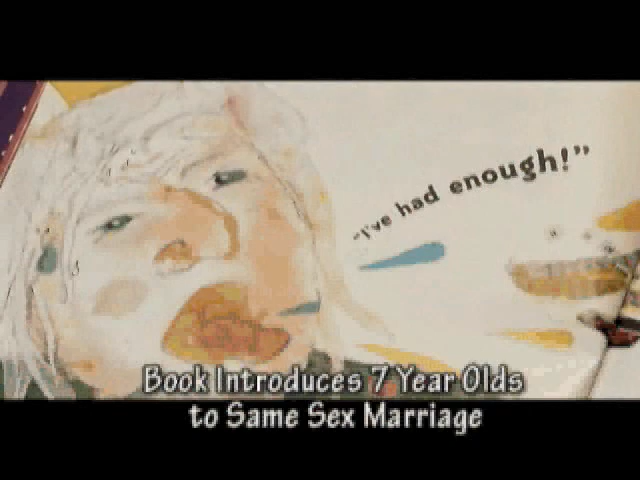 "I've had enough!"
Book Introduces 7 Year Olds
to Same Sex Marriage